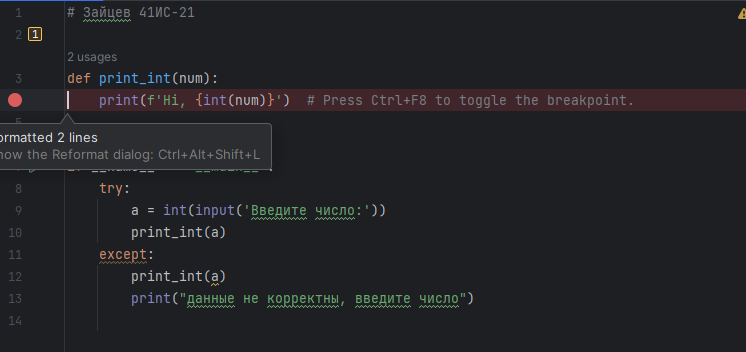 1 # Зайцев 41ИС-21
2 1
2 usages
3 def print_int(num):
print(f'Hi, {int(num)}') # Press Ctrl+F8 to toggle the breakpoint.
ormatted 2 lines
how the Reformat dialog: Ctrl+Alt+Shift+L
8 try:
9 a = int(input('Введите число:'))
10 print_int(a)
11 except:
12 print_int(a)
13 print("данные не корректны, введите число")
14